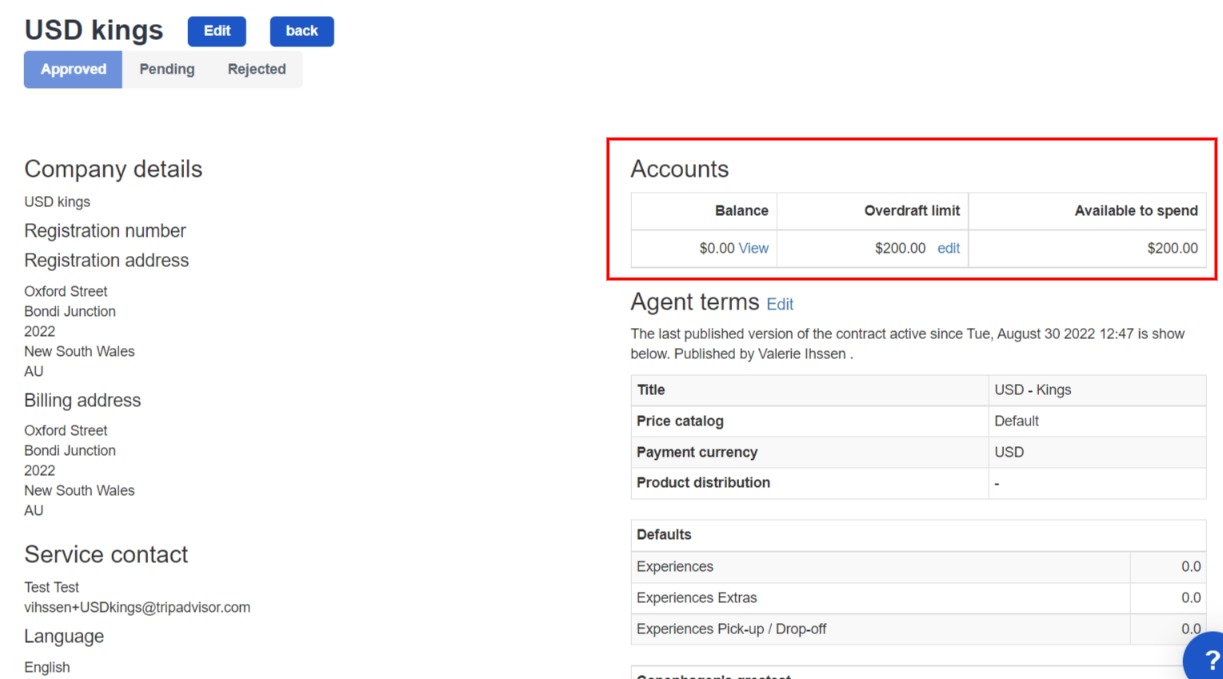 USD kings Edit back
Approved Pending Rejected
Company details
USD kings
Registration number
Registration address
Oxford Street
Bondi Junction
2022
New South Wales
AU
Billing address
Oxford Street
Bondi Junction
2022
New South Wales
AU
Service contact
Test Test
vihssen+USDkings@tripadvisor.com
Language
English
Accounts
Balance Overdraft limit Available to spend
$0.00 View $200.00 edit $200.00
Agent terms Edit
The last published version of the contract active since Tue, August 30 2022 12:47 is show
below. Published by Valerie Ihssen .
Title USD - Kings
Price catalog Default
Payment currency USD
Product distribution -
Defaults
Experiences 0.0
Experiences Extras 0.0
Experiences Pick-up / Drop-off 0.0
?